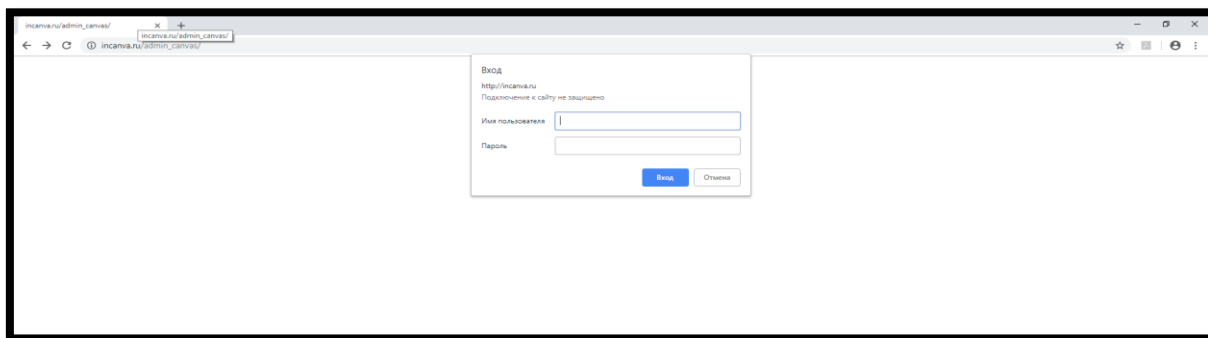 incanva.ru/admin_canvas/
incanva.ru/admin_canvas/
incanva.ru/admin_canvas/
Вход
http://incanva.ru
Подключение к сайту не защищено
Имя пользователя
Пароль
Вход Отмена